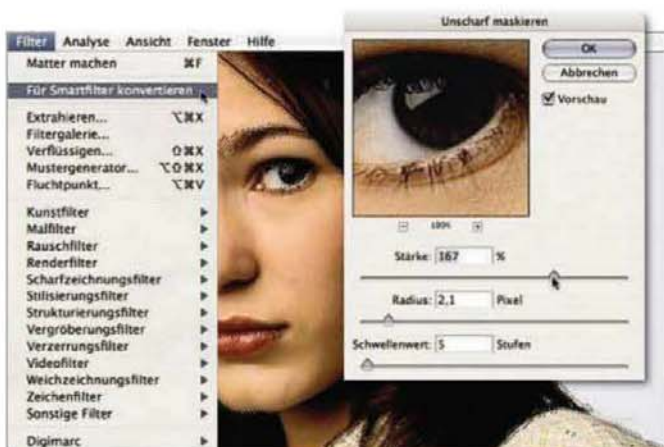 Filter Analyse Ansicht Fenster Hilfe
Matter machen ⌘F
Für Smartfilter konvertieren
Extrahieren... ⌥⌘X
Filtergalerie...
Verflüssigen... ⇧⌘X
Mustergenerator... ⌥⇧⌘X
Fluchtpunkt... ⌥⌘V
Kunstfilter
Malfilter
Rauschfilter
Renderfilter
Scharfzeichnungsfilter
Stilisierungsfilter
Strukturierungsfilter
Vergröberungsfilter
Verzerrungsfilter
Videofilter
Weichzeichnungsfilter
Zeichenfilter
Sonstige Filter
Digimarc
Unscharf maskieren
OK
Abbrechen
Vorschau
100%
Stärke: 167 %
Radius: 2,1 Pixel
Schwellenwert: 5 Stufen